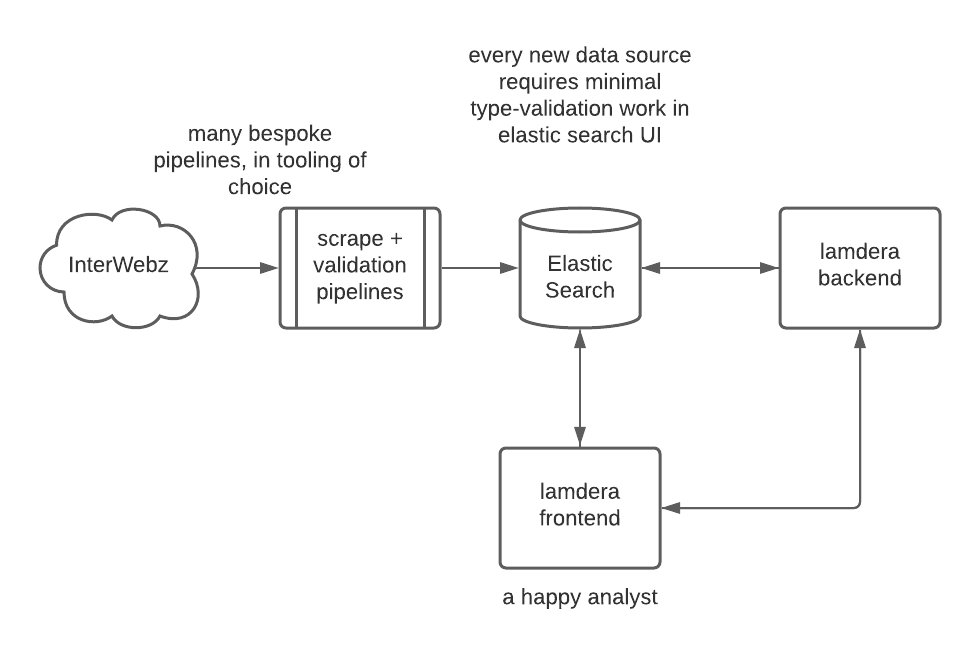 every new data source
requires minimal
type-validation work in
elastic search UI
many bespoke
pipelines, in tooling of
choice
InterWebz
scrape +
validation
pipelines
Elastic
Search
lamdera
backend
lamdera
frontend
a happy analyst